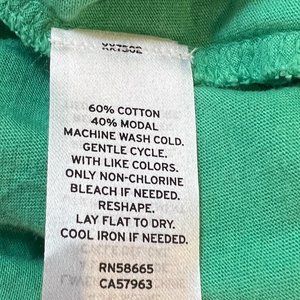 60% COTTON
40% MODAL
MACHINE WASH COLD.
GENTLE CYCLE.
WITH LIKE COLORS.
ONLY NON-CHLORINE
BLEACH IF NEEDED.
RESHAPE.
LAY FLAT TO DRY.
COOL IRON IF NEEDED.
RN58665
CA57963